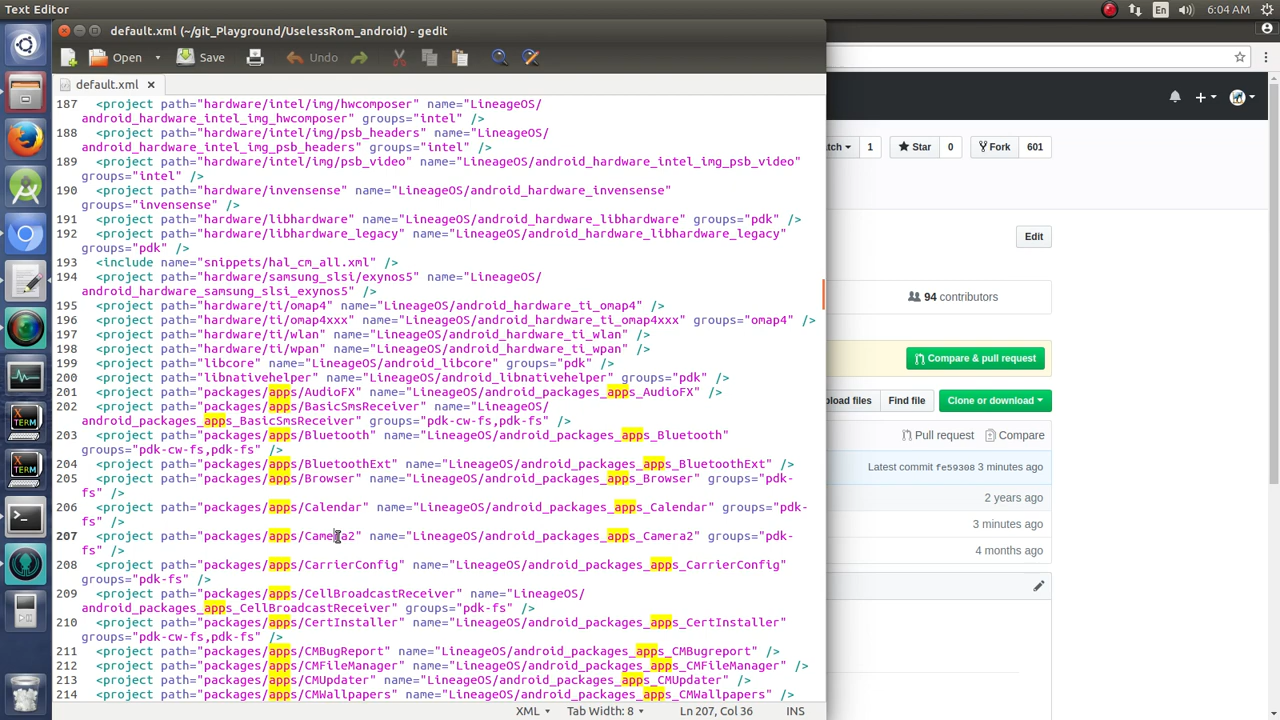 Text Editor
En
6:04 AM
default.xml (~/git_Playground/UselessRom_android) - gedit
Open
Save
Undo
default.xml
187 <project path="hardware/intel/img/hwcomposer" name="LineageOS/
android_hardware_intel_img_hwcomposer" groups="intel" />
188 <project path="hardware/intel/img/psb_headers" name="LineageOS/
android_hardware_intel_img_psb_headers" groups="intel" />
189 <project path="hardware/intel/img/psb_video" name="LineageOS/android_hardware_intel_img_psb_video"
groups="intel" />
190 <project path="hardware/invensense" name="LineageOS/android_hardware_invensense"
groups="invensense" />
191 <project path="hardware/libhardware" name="LineageOS/android_hardware_libhardware" groups="pdk" />
192 <project path="hardware/libhardware_legacy" name="LineageOS/android_hardware_libhardware_legacy"
groups="pdk" />
193 <include name="snippets/hal_cm_all.xml" />
194 <project path="hardware/samsung_slsi/exynos5" name="LineageOS/
android_hardware_samsung_slsi_exynos5" />
195 <project path="hardware/ti/omap4" name="LineageOS/android_hardware_ti_omap4" />
196 <project path="hardware/ti/omap4xxx" name="LineageOS/android_hardware_ti_omap4xxx" groups="omap4" />
197 <project path="hardware/ti/wlan" name="LineageOS/android_hardware_ti_wlan" />
198 <project path="hardware/ti/wpan" name="LineageOS/android_hardware_ti_wpan" />
199 <project path="libcore" name="LineageOS/android_libcore" groups="pdk" />
200 <project path="libnativehelper" name="LineageOS/android_libnativehelper" groups="pdk" />
201 <project path="packages/apps/AudioFX" name="LineageOS/android_packages_apps_AudioFX" />
202 <project path="packages/apps/BasicSmsReceiver" name="LineageOS/
android_packages_apps_BasicSmsReceiver" groups="pdk-cw-fs,pdk-fs" />
203 <project path="packages/apps/Bluetooth" name="LineageOS/android_packages_apps_Bluetooth"
groups="pdk-cw-fs,pdk-fs" />
204 <project path="packages/apps/BluetoothExt" name="LineageOS/android_packages_apps_BluetoothExt" />
205 <project path="packages/apps/Browser" name="LineageOS/android_packages_apps_Browser" groups="pdk-
fs" />
206 <project path="packages/apps/Calendar" name="LineageOS/android_packages_apps_Calendar" groups="pdk-
fs" />
207 <project path="packages/apps/Camera2" name="LineageOS/android_packages_apps_Camera2" groups="pdk-
fs" />
208 <project path="packages/apps/CarrierConfig" name="LineageOS/android_packages_apps_CarrierConfig"
groups="pdk-fs" />
209 <project path="packages/apps/CellBroadcastReceiver" name="LineageOS/
android_packages_apps_CellBroadcastReceiver" groups="pdk-fs" />
210 <project path="packages/apps/CertInstaller" name="LineageOS/android_packages_apps_CertInstaller"
groups="pdk-cw-fs,pdk-fs" />
211 <project path="packages/apps/CMBugReport" name="LineageOS/android_packages_apps_CMBugreport" />
212 <project path="packages/apps/CMFileManager" name="LineageOS/android_packages_apps_CMFileManager" />
213 <project path="packages/apps/CMUpdater" name="LineageOS/android_packages_apps_CMUpdater" />
214 <project path="packages/apps/CMWallpapers" name="LineageOS/android_packages_apps_CMWallpapers" />
XML
Tab Width: 8
Ln 207, Col 36
INS
tch 1 Star 0 Fork 601
Edit
94 contributors
Compare & pull request
pload files Find file Clone or download
Pull request Compare
Latest commit fe59308 3 minutes ago
2 years ago
3 minutes ago
4 months ago
XTERM
XTERM